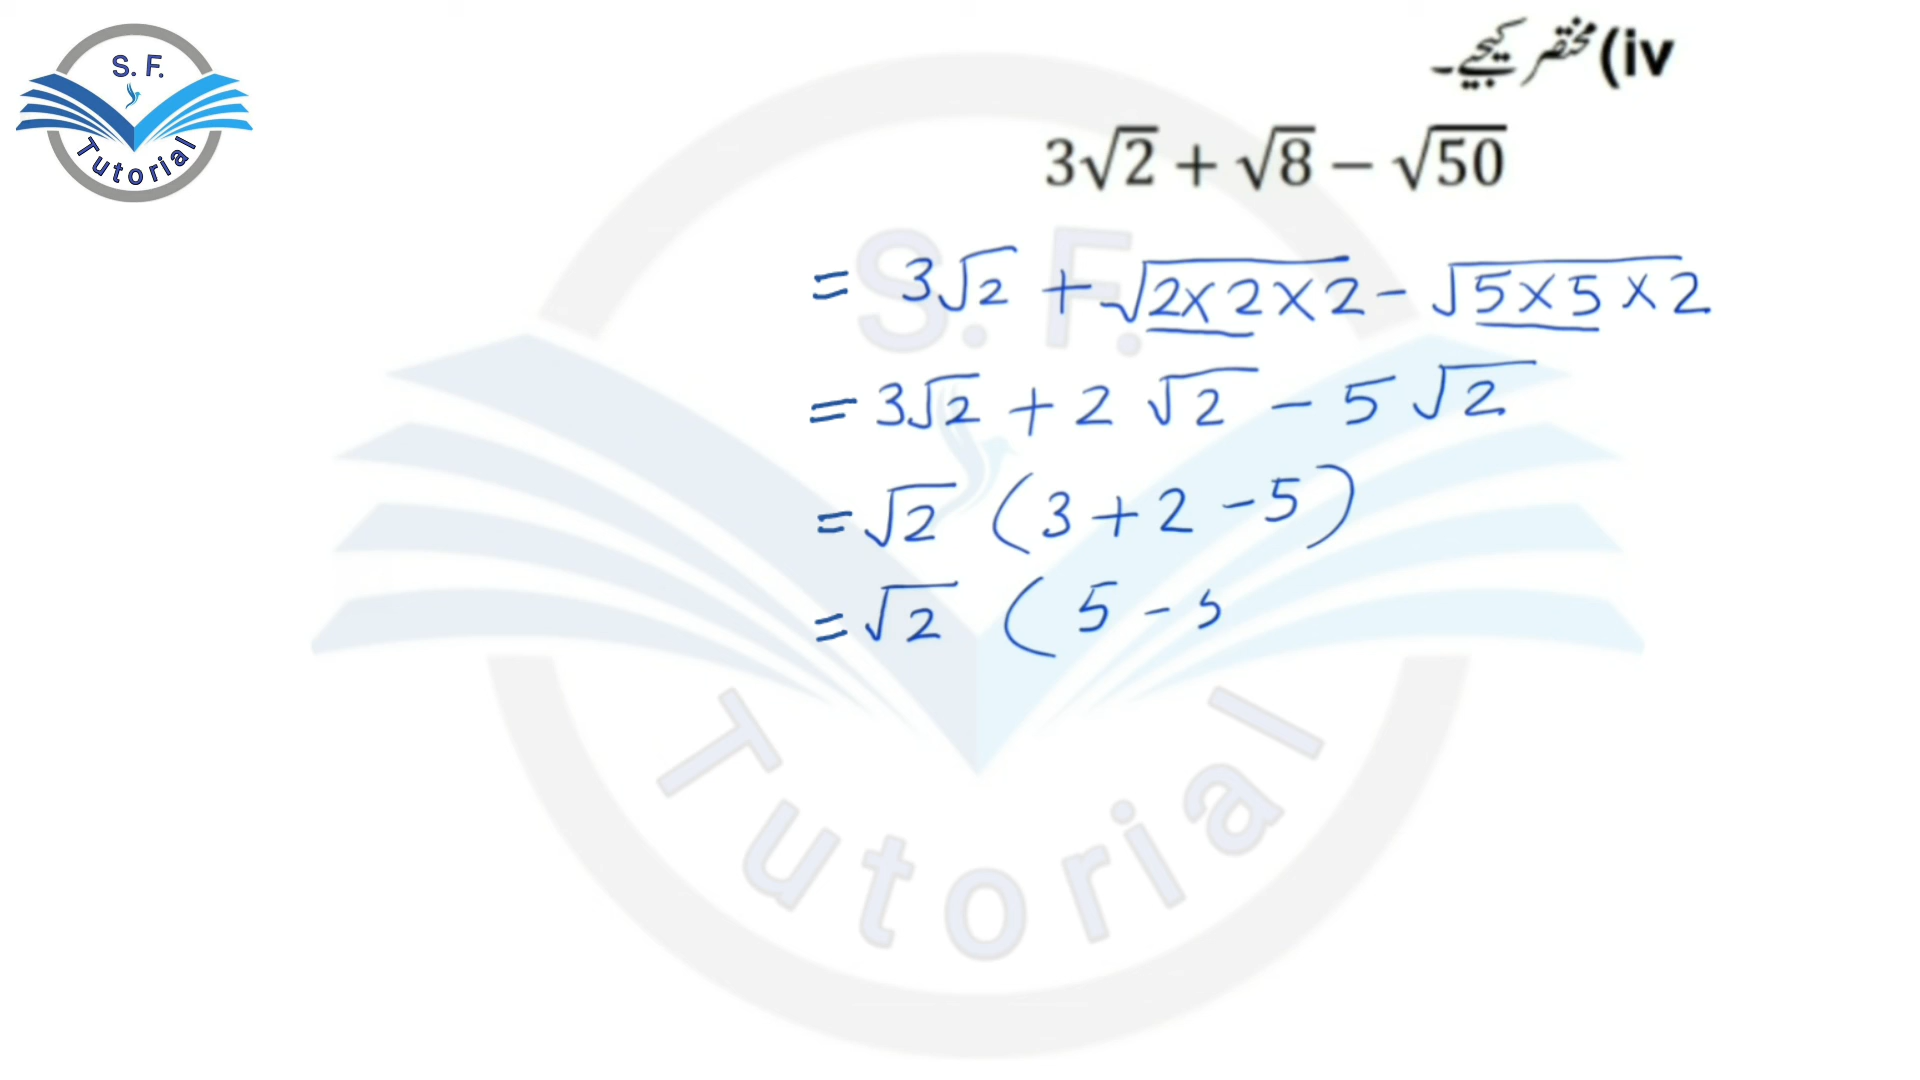 S. F.
Tutorial
iv) مختصر کیجیے۔
3√2 + √8 − √50
= 3√2 + √2×2×2 − √5×5×2
= 3√2 + 2 √2 − 5 √2
= √2 (3+2−5)
= √2 ( 5 − 5
S. F.
Tutorial